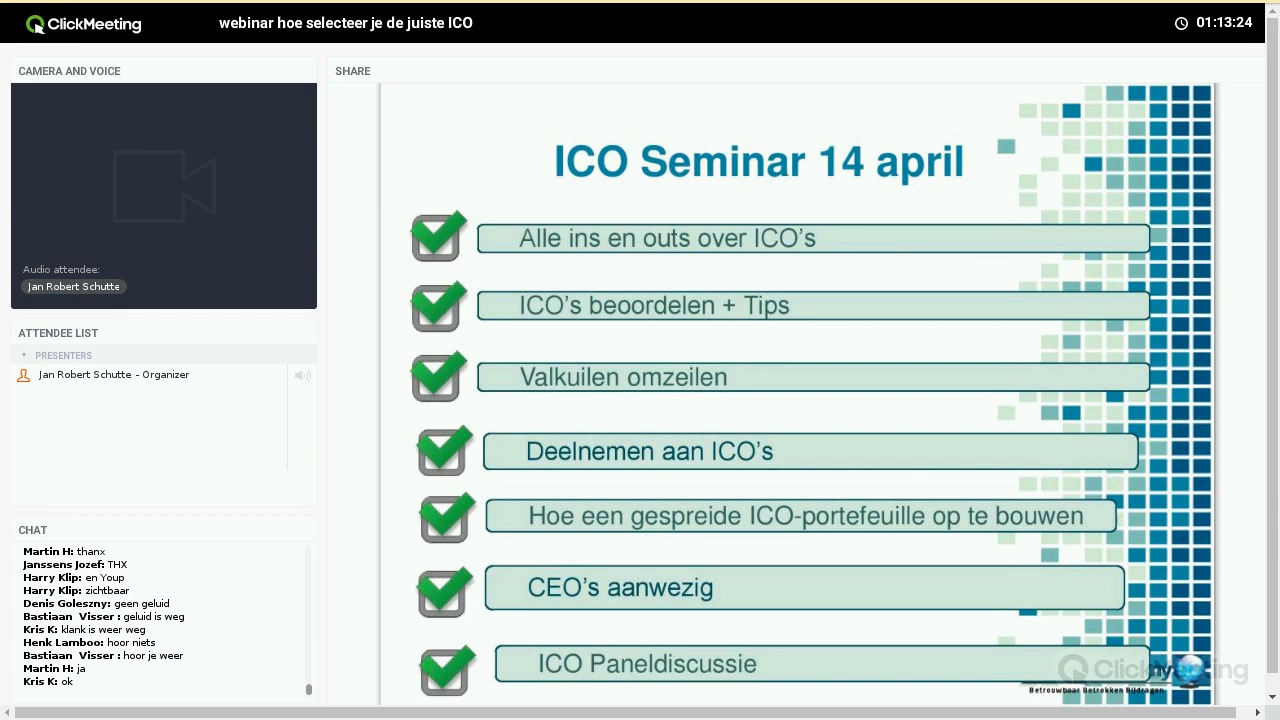 ClickMeeting
webinar hoe selecteer je de juiste ICO
01:13:24
CAMERA AND VOICE
Audio attendee:
Jan Robert Schutte
ATTENDEE LIST
PRESENTERS
Jan Robert Schutte - Organizer
CHAT
Martin H: thanx
Janssens Jozef: THX
Harry Klip: en Youp
Harry Klip: zichtbaar
Denis Goleszny: geen geluid
Bastiaan Visser : geluid is weg
Kris K: klank is weer weg
Henk Lamboo: hoor niets
Bastiaan Visser : hoor je weer
Martin H: ja
Kris K: ok
SHARE
ICO Seminar 14 april
Alle ins en outs over ICO's
ICO's beoordelen + Tips
Valkuilen omzeilen
Deelnemen aan ICO's
Hoe een gespreide ICO-portefeuille op te bouwen
CEO's aanwezig
ICO Paneldiscussie
ClickMeeting
Betrouwbaar Betrokken Bijdragen